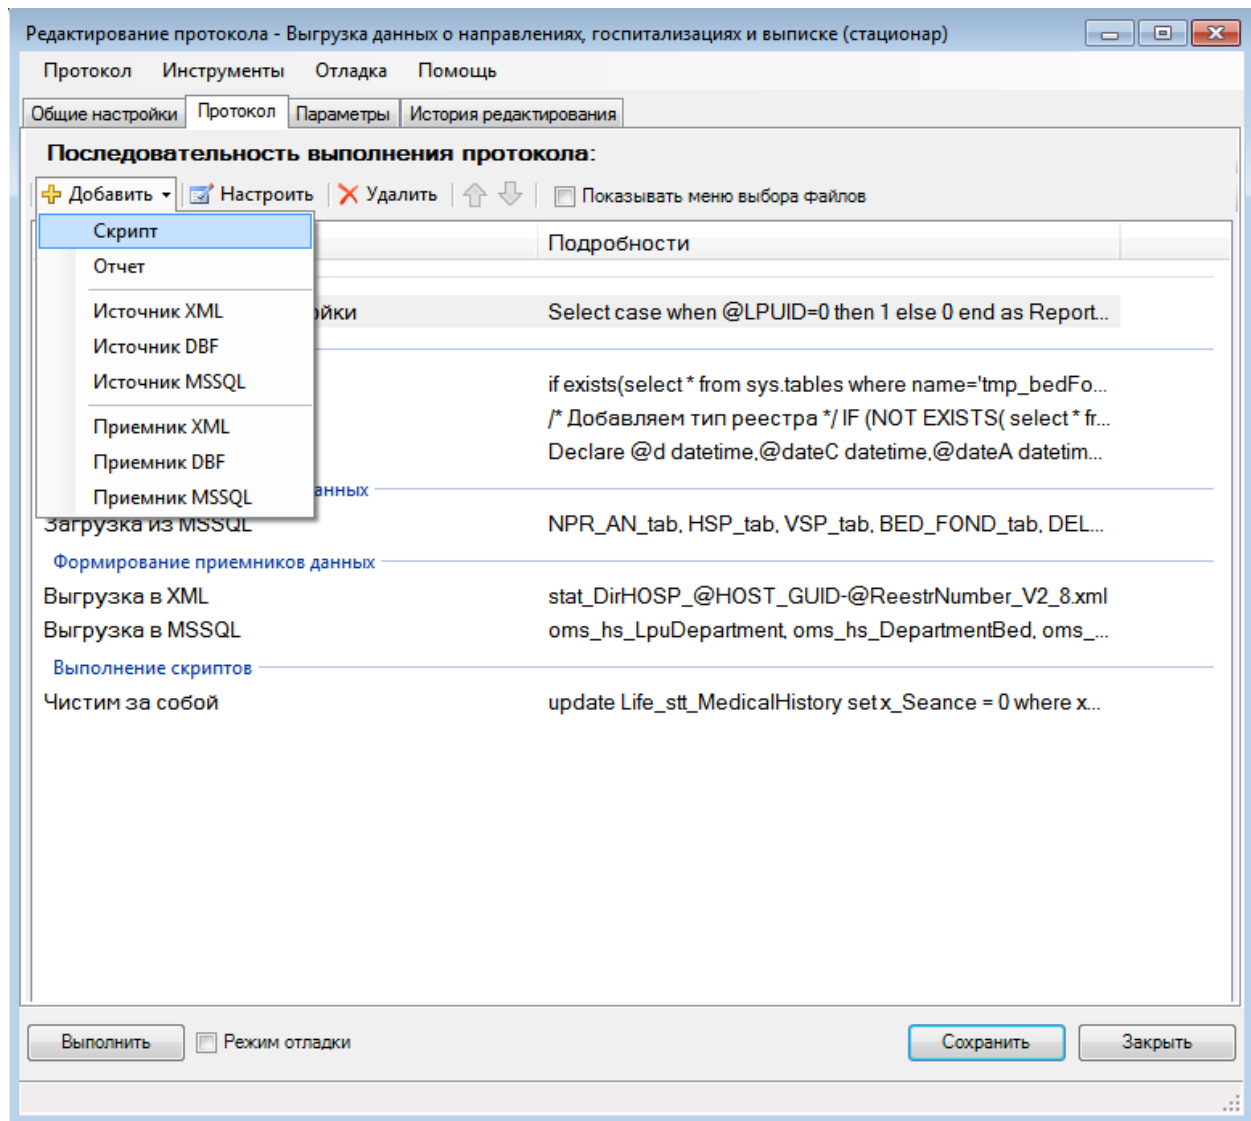 Редактирование протокола - Выгрузка данных о направлениях, госпитализациях и выписке (стационар)
Протокол Инструменты Отладка Помощь
Общие настройки Протокол Параметры История редактирования
Последовательность выполнения протокола:
Добавить Настроить Удалить Показывать меню выбора файлов
Скрипт
Подробности
Отчет
Источник XML
ойки Select case when @LPUID=0 then 1 else 0 end as Report...
Источник DBF
Источник MSSQL
if exists(select * from sys.tables where name='tmp_bedFo...
Приемник XML
/* Добавляем тип реестра */ IF (NOT EXISTS( select * fr...
Приемник DBF
Declare @d datetime,@dateC datetime,@dateA datetim...
Приемник MSSQL
анных
Загрузка из MSSQL NPR_AN_tab, HSP_tab, VSP_tab, BED_FOND_tab, DEL...
Формирование приемников данных
Выгрузка в XML stat_DirHOSP_@HOST_GUID-@ReestrNumber_V2_8.xml
Выгрузка в MSSQL oms_hs_LpuDepartment, oms_hs_DepartmentBed, oms_...
Выполнение скриптов
Чистим за собой update Life_stt_MedicalHistory set x_Seance = 0 where x...
Выполнить Режим отладки Сохранить Закрыть